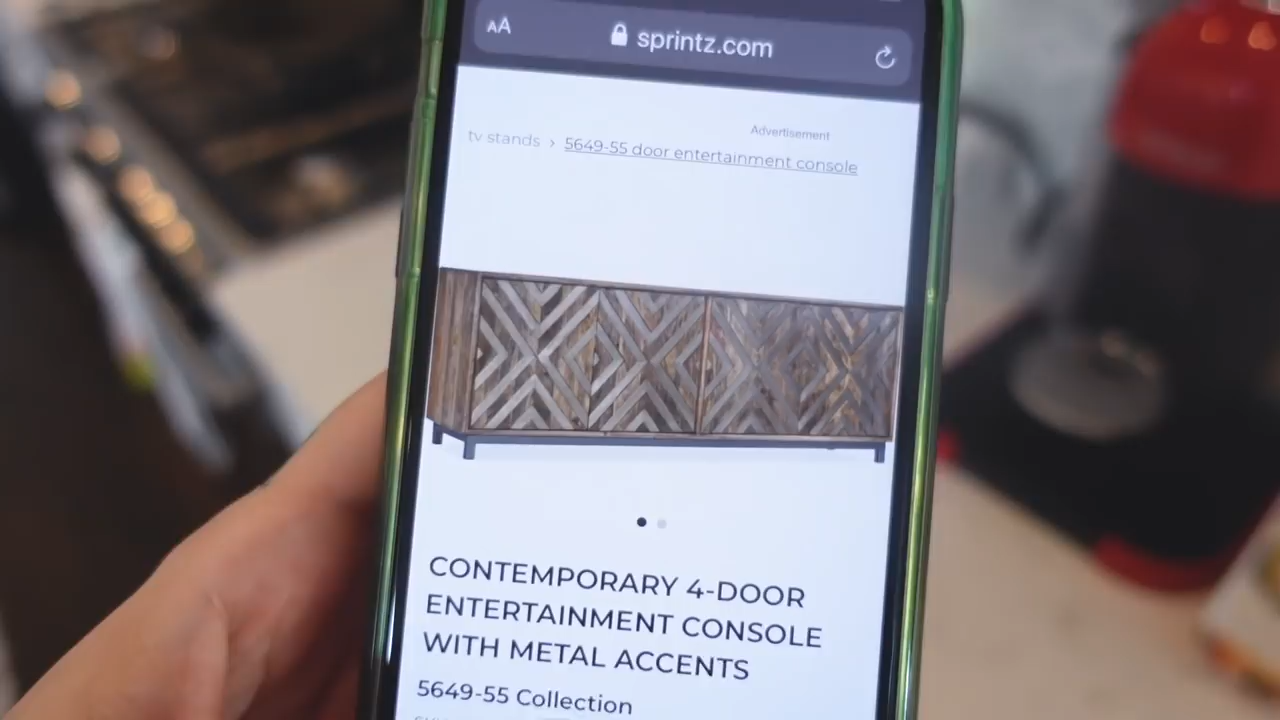 AA sprintz.com
Advertisement
tv stands > 5649-55 door entertainment console
CONTEMPORARY 4-DOOR
ENTERTAINMENT CONSOLE
WITH METAL ACCENTS
5649-55 Collection